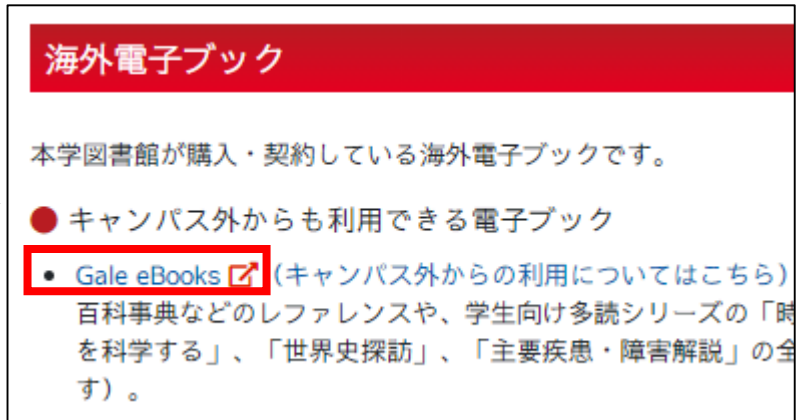 海外電子ブック
本学図書館が購入・契約している海外電子ブックです。
● キャンパス外からも利用できる電子ブック
• Gale eBooks （キャンパス外からの利用についてはこちら）
百科事典などのレファレンスや、学生向け多読シリーズの「時
を科学する」、「世界史探訪」、「主要疾患・障害解説」の全
す）。